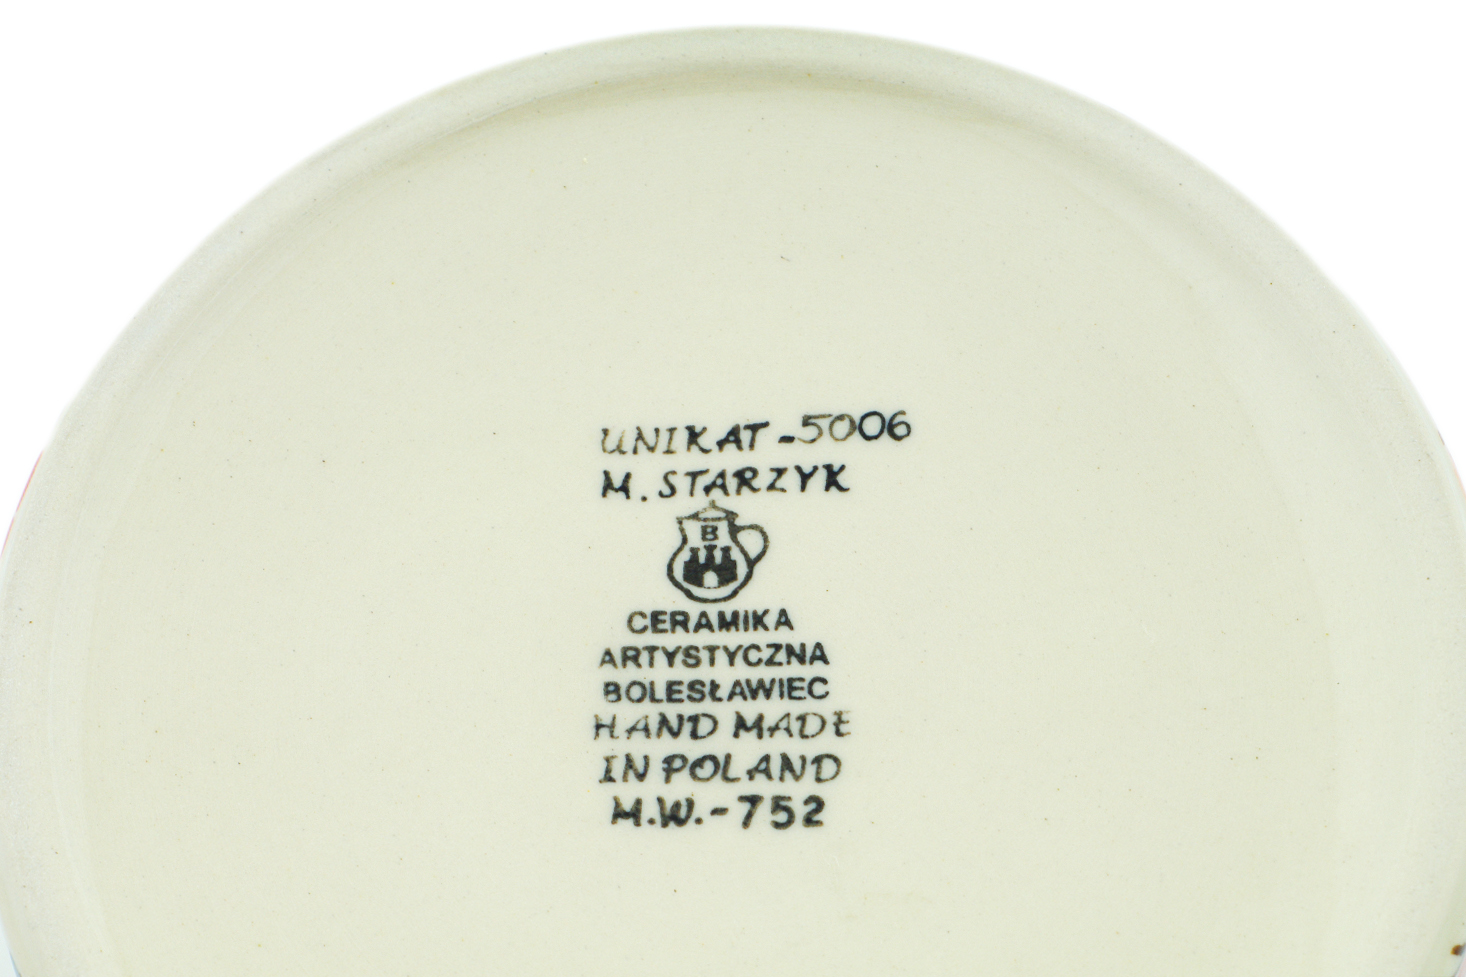 UNIKAT-5006
M. STARZYK
B
CERAMIKA
ARTYSTYCZNA
BOLESŁAWIEC
HAND MADE
IN POLAND
M.W.-752